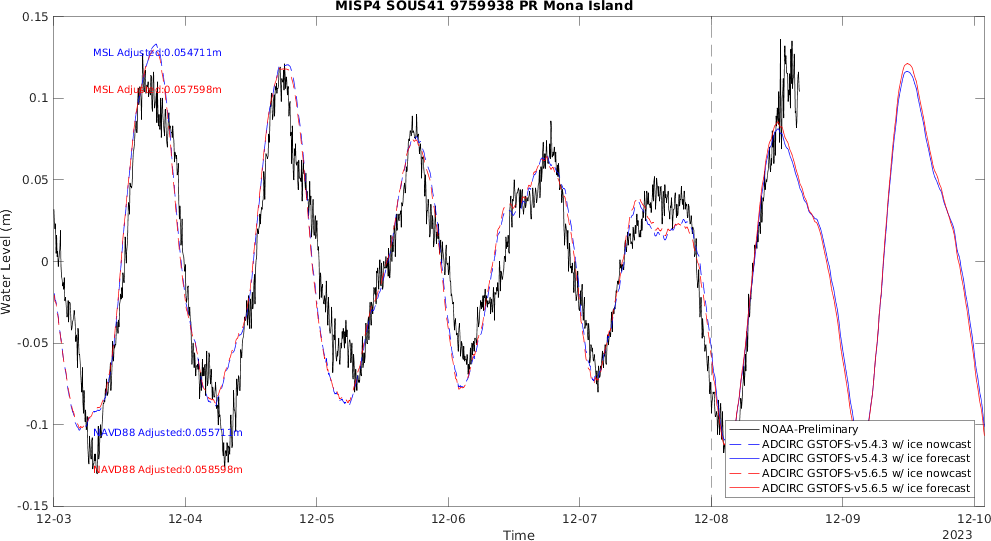 MISP4 SOUS41 9759938 PR Mona Island
0.15
MSL Adjusted:0.054711m
MSL Adjusted:0.057598m
0.1
0.05
0
-0.05
-0.1
-0.15
Water Level (m)
NAVD88 Adjusted:0.055711m
NAVD88 Adjusted:0.058598m
NOAA-Preliminary
ADCIRC GSTOFS-v5.4.3 w/ ice nowcast
ADCIRC GSTOFS-v5.4.3 w/ ice forecast
ADCIRC GSTOFS-v5.6.5 w/ ice nowcast
ADCIRC GSTOFS-v5.6.5 w/ ice forecast
12-03 12-04 12-05 12-06 12-07 12-08 12-09 12-10
Time
2023